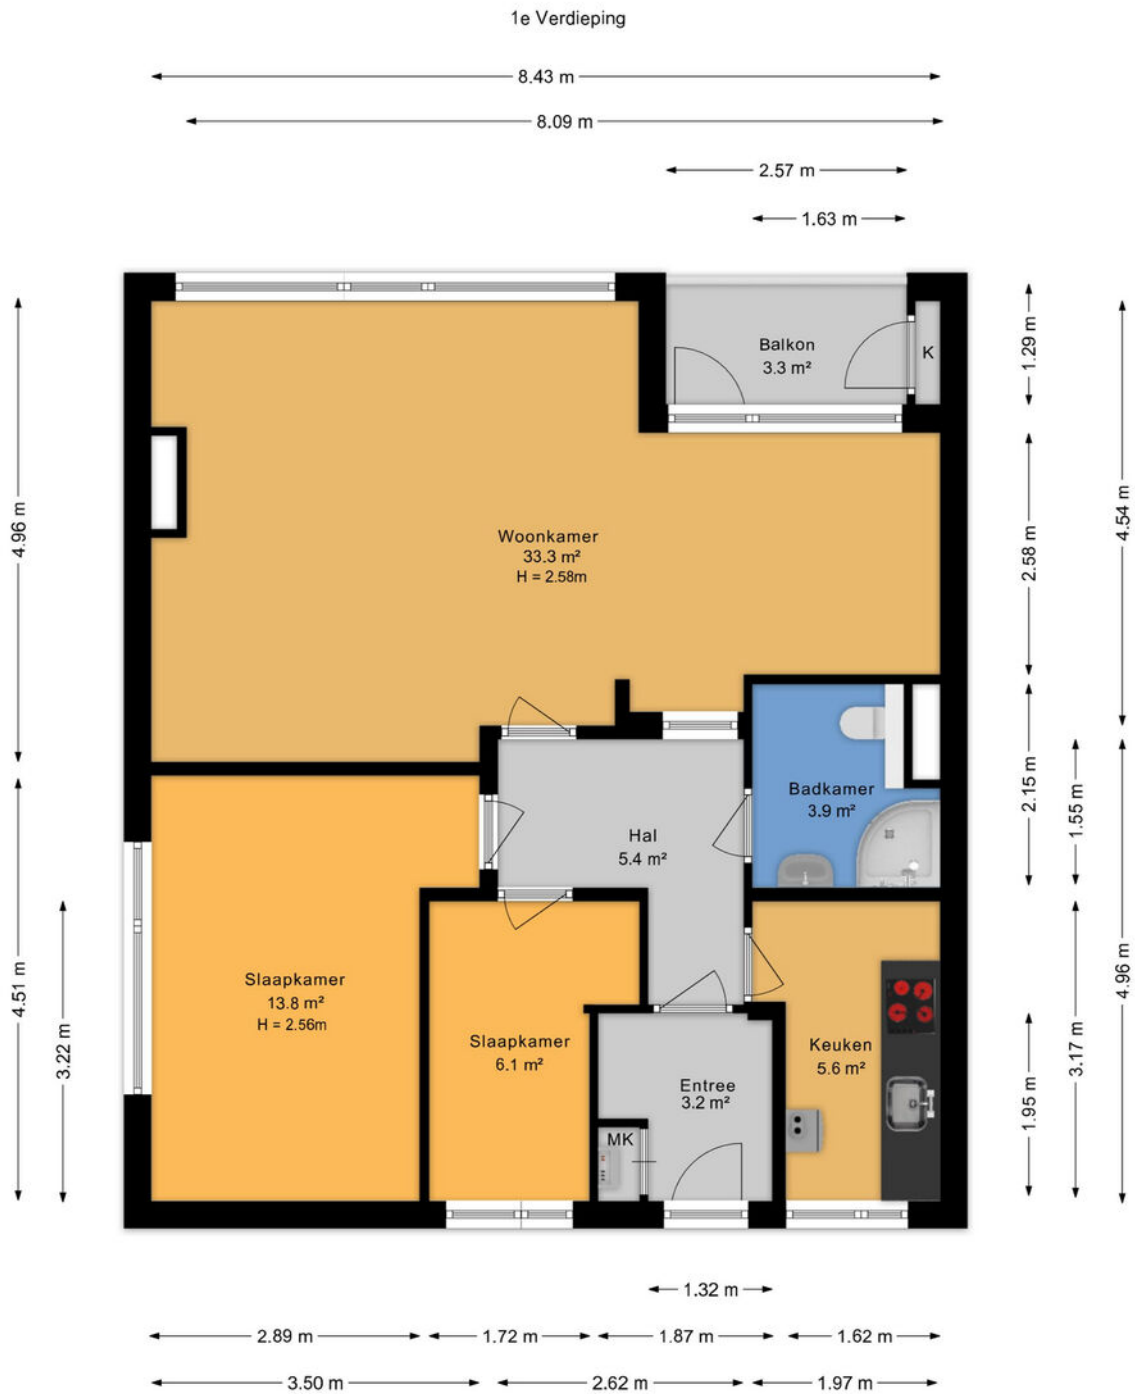 1e Verdieping
8.43 m
8.09 m
2.57 m
1.63 m
Balkon
3.3 m²
K
1.29 m
4.96 m
Woonkamer
33.3 m²
H = 2.58m
2.58 m
4.54 m
Badkamer
3.9 m²
2.15 m
1.55 m
Hal
5.4 m²
Slaapkamer
13.8 m²
H = 2.56m
4.51 m
3.22 m
Slaapkamer
6.1 m²
Keuken
5.6 m²
Entree
3.2 m²
MK
1.95 m
3.17 m
4.96 m
1.32 m
2.89 m
1.72 m
1.87 m
1.62 m
3.50 m
2.62 m
1.97 m